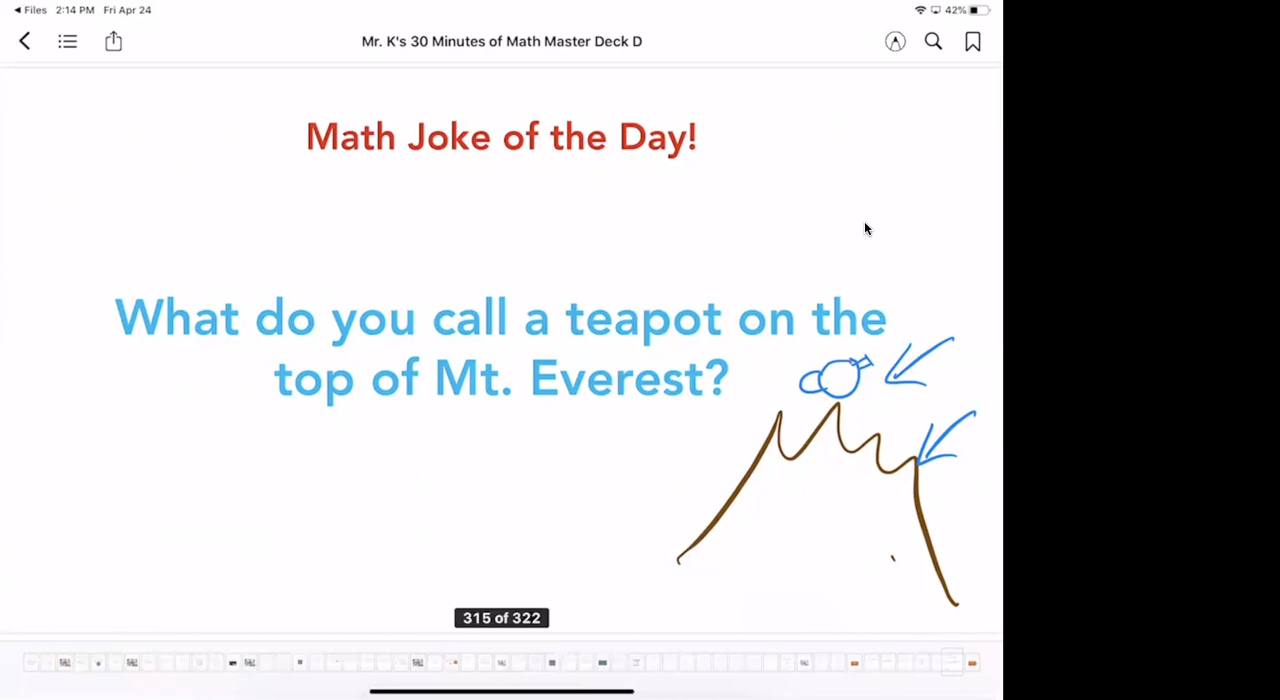 Files 2:14 PM Fri Apr 24 42%
Mr. K's 30 Minutes of Math Master Deck D
Math Joke of the Day!
What do you call a teapot on the
top of Mt. Everest?
315 of 322